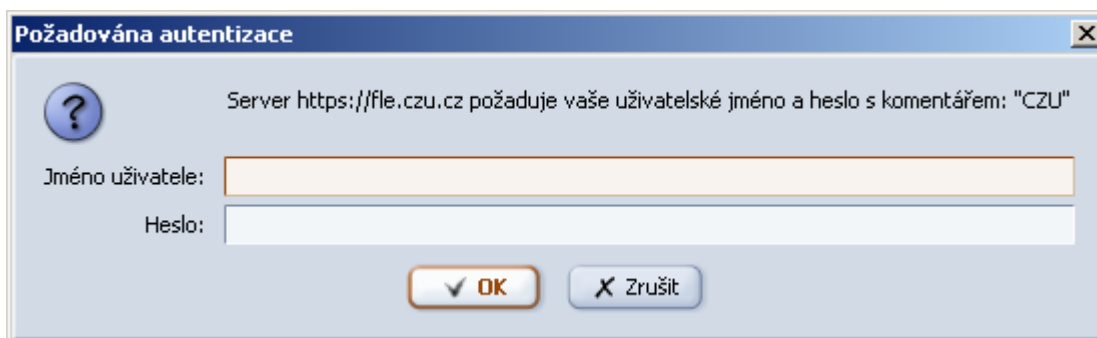 Požadována autentizace
Server https://fle.czu.cz požaduje vaše uživatelské jméno a heslo s komentářem: "CZU"
Jméno uživatele:
Heslo:
OK Zrušit